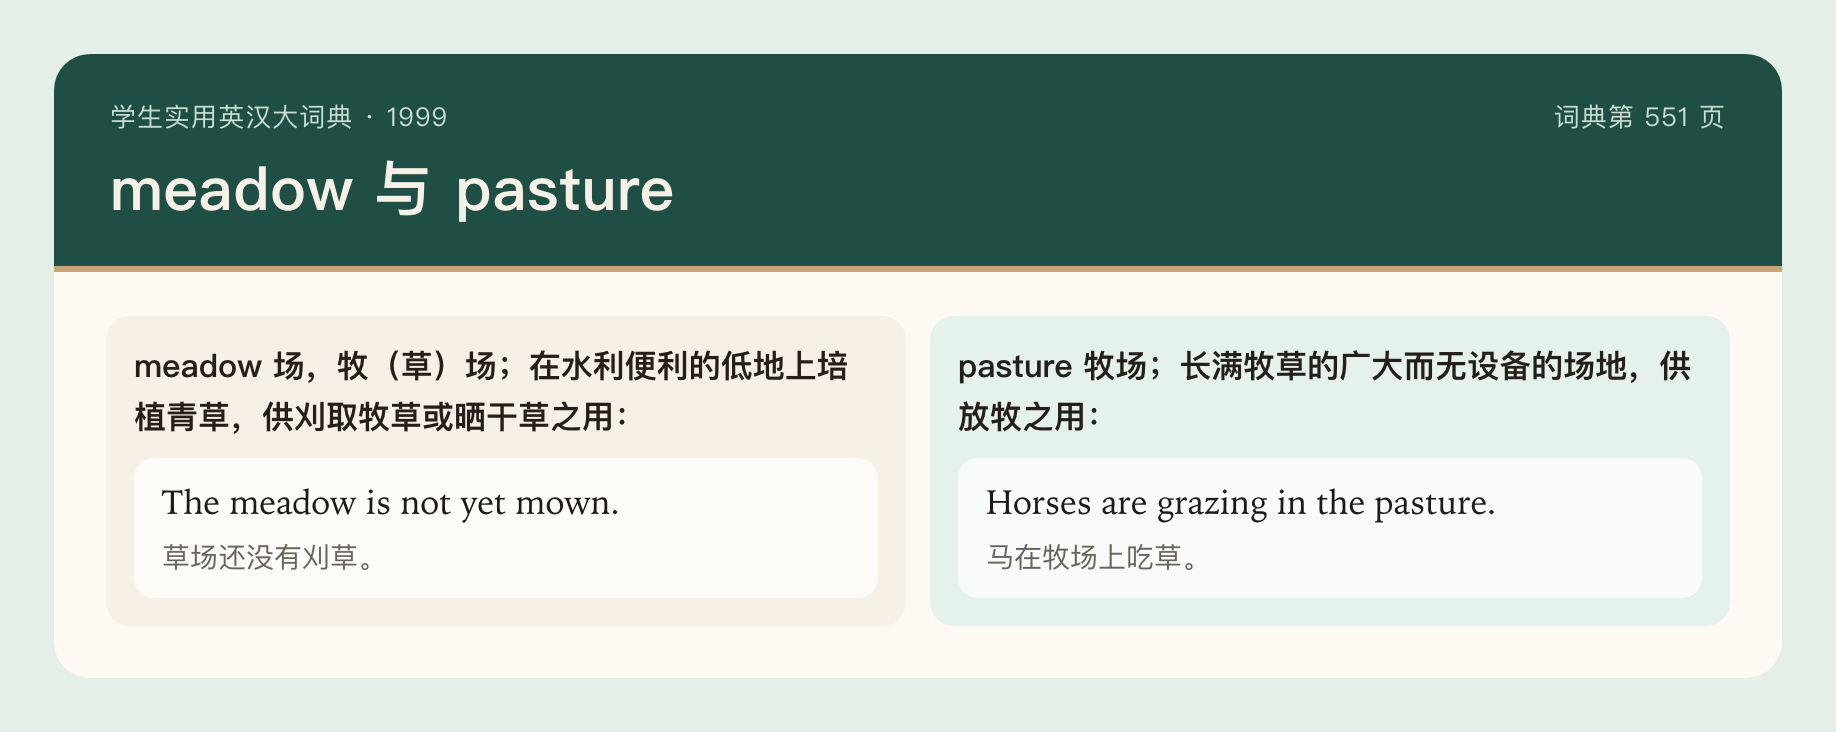 学生实用英汉大词典 · 1999
词典第 551 页
meadow 与 pasture
meadow 场，牧（草）场；在水利便利的低地上培
植青草，供刈取牧草或晒干草之用：
The meadow is not yet mown.
草场还没有刈草。
pasture 牧场；长满牧草的广大而无设备的场地，供
放牧之用：
Horses are grazing in the pasture.
马在牧场上吃草。